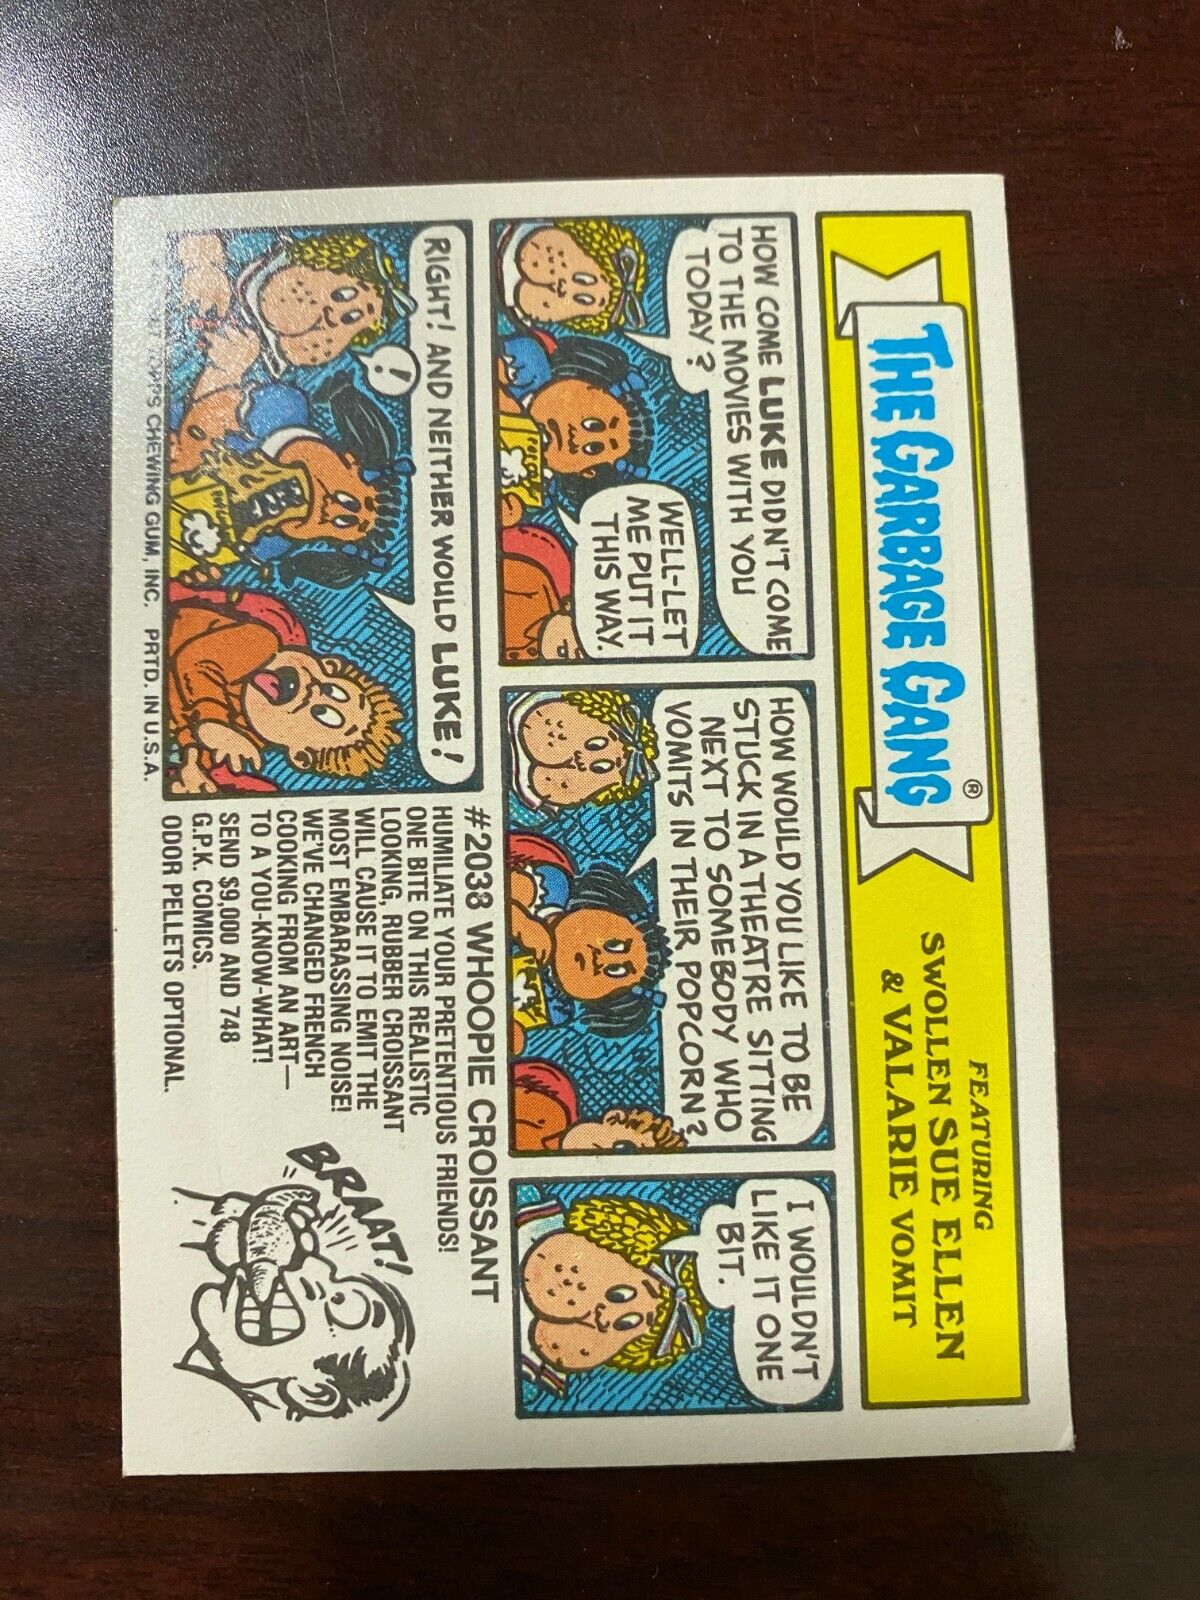 THE GARBAGE GANG®
FEATURING
SWOLLEN SUE ELLEN
& VALARIE VOMIT
HOW COME LUKE DIDN'T COME
TO THE MOVIES WITH YOU
TODAY?
WELL-LET
ME PUT IT
THIS WAY.
HOW WOULD YOU LIKE TO BE
STUCK IN A THEATRE SITTING
NEXT TO SOMEBODY WHO
VOMITS IN THEIR POPCORN?
I WOULDN'T
LIKE IT ONE
BIT.
RIGHT! AND NEITHER WOULD LUKE!
!
#2038 WHOOPIE CROISSANT
HUMILIATE YOUR PRETENTIOUS FRIENDS!
ONE BITE ON THIS REALISTIC
LOOKING, RUBBER CROISSANT
WILL CAUSE IT TO EMIT THE
MOST EMBARASSING NOISE!
WE'VE CHANGED FRENCH
COOKING FROM AN ART—
TO A YOU-KNOW-WHAT!
SEND $9,000 AND 748
G.P.K. COMICS.
ODOR PELLETS OPTIONAL.
BRAAT!
TOPPS CHEWING GUM, INC. PRTD. IN U.S.A.